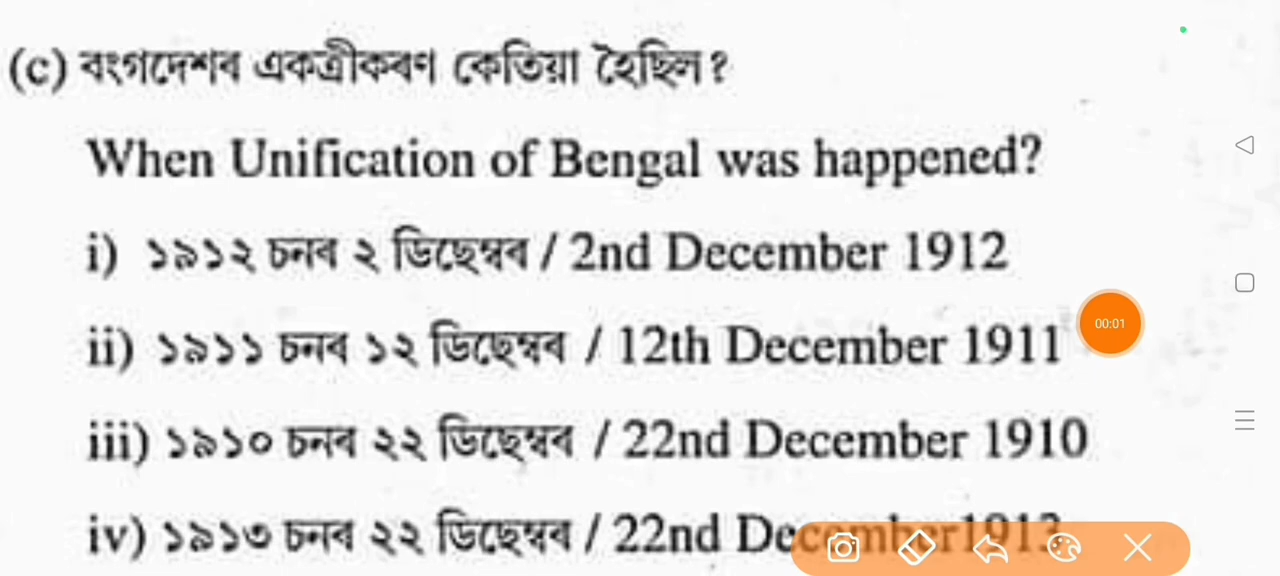 (c) বংগদেশৰ একত্ৰীকৰণ কেতিয়া হৈছিল?
When Unification of Bengal was happened?
i) ১৯১২ চনৰ ২ ডিছেম্বৰ / 2nd December 1912
ii) ১৯১১ চনৰ ১২ ডিছেম্বৰ / 12th December 1911
00:01
iii) ১৯১০ চনৰ ২২ ডিছেম্বৰ / 22nd December 1910
iv) ১৯১৩ চনৰ ২২ ডিছেম্বৰ / 22nd December1913